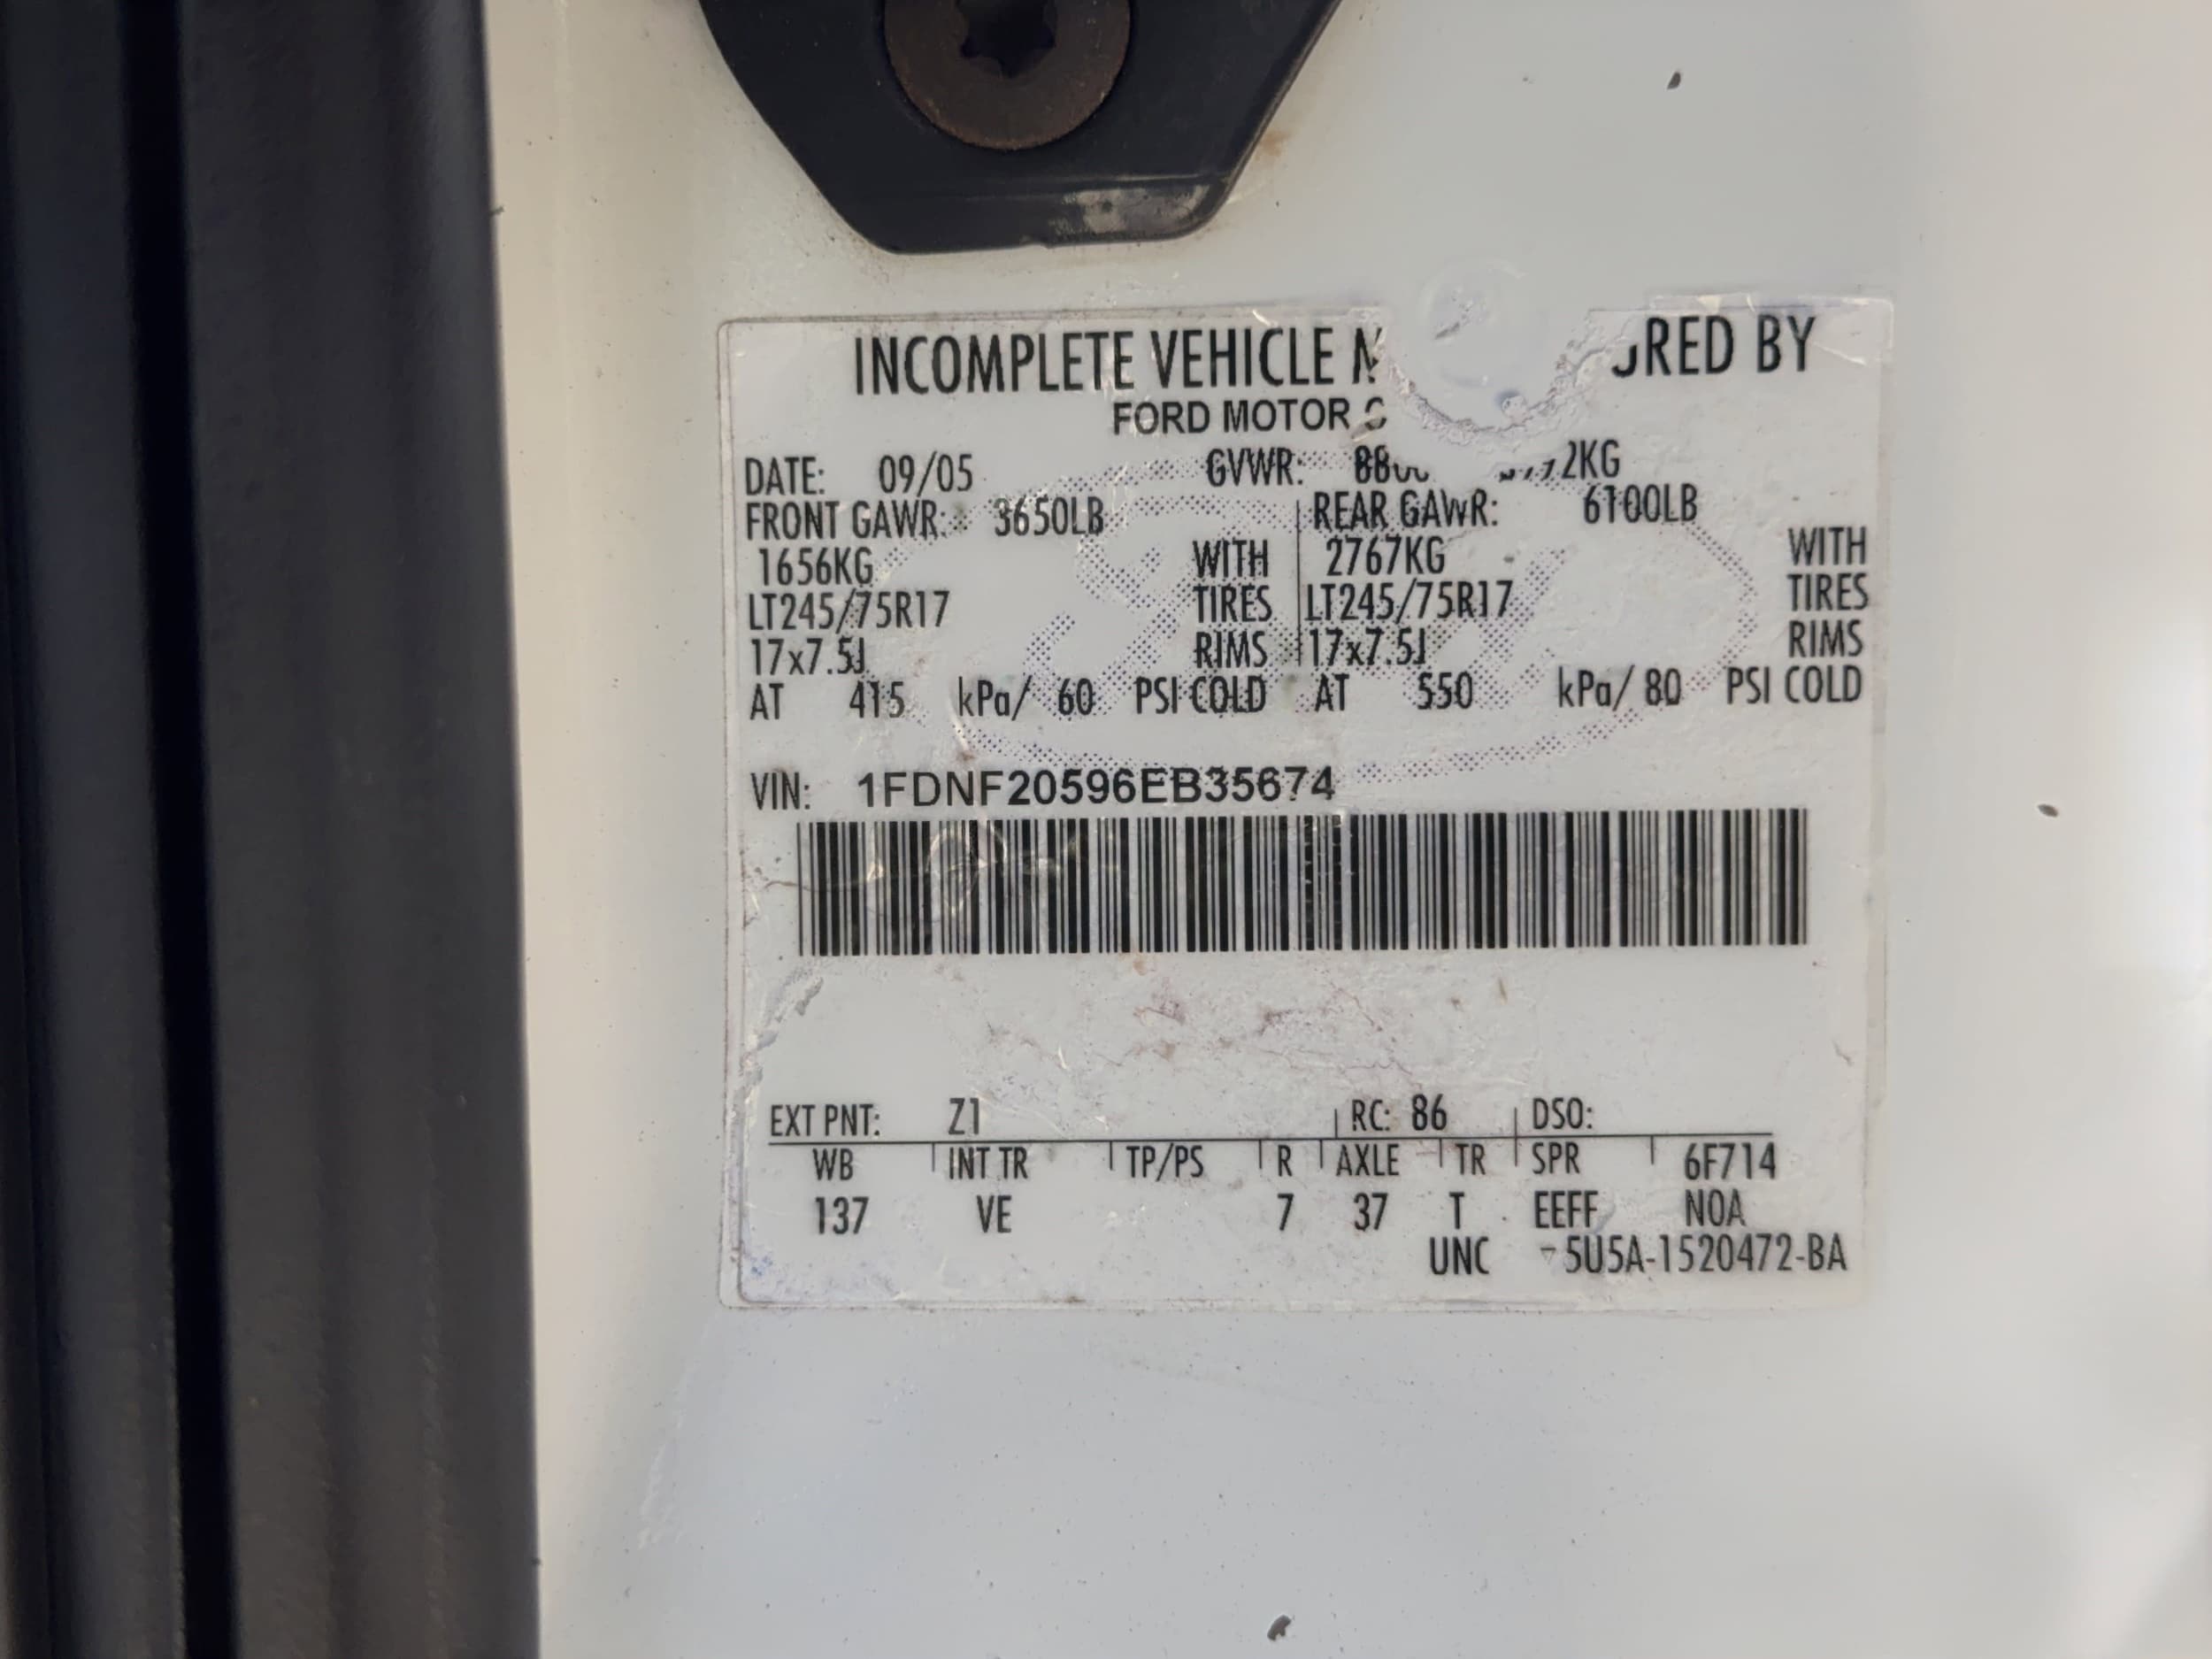 INCOMPLETE VEHICLE
RED BY
FORD MOTOR
DATE: 09/05 GVWR:
FRONT GAWR: 3650LB REAR GAWR: 6100LB
1656KG WITH 2767KG WITH
LT245/75R17 TIRES LT245/75R17 TIRES
17x7.5J RIMS 17x7.5J RIMS
AT 415 kPa/ 60 PSI COLD AT 550 kPa/ 80 PSI COLD
VIN: 1FDNF20596EB35674
EXT PNT: Z1 RC: 86 DSO:
WB INT TR TP/PS R AXLE TR SPR 6F714
137 VE 7 37 T EEFF NOA
UNC 5U5A-1520472-BA